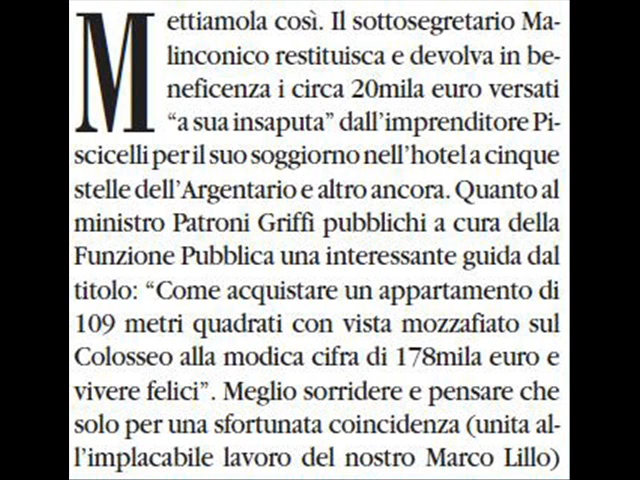 Mettiamola così. Il sottosegretario Ma-
linconico restituisca e devolva in be-
neficenza i circa 20mila euro versati
“a sua insaputa” dall’imprenditore Pi-
scicelli per il suo soggiorno nell’hotel a cinque
stelle dell’Argentario e altro ancora. Quanto al
ministro Patroni Griffi pubblichi a cura della
Funzione Pubblica una interessante guida dal
titolo: “Come acquistare un appartamento di
109 metri quadrati con vista mozzafiato sul
Colosseo alla modica cifra di 178mila euro e
vivere felici”. Meglio sorridere e pensare che
solo per una sfortunata coincidenza (unita al-
l’implacabile lavoro del nostro Marco Lillo)